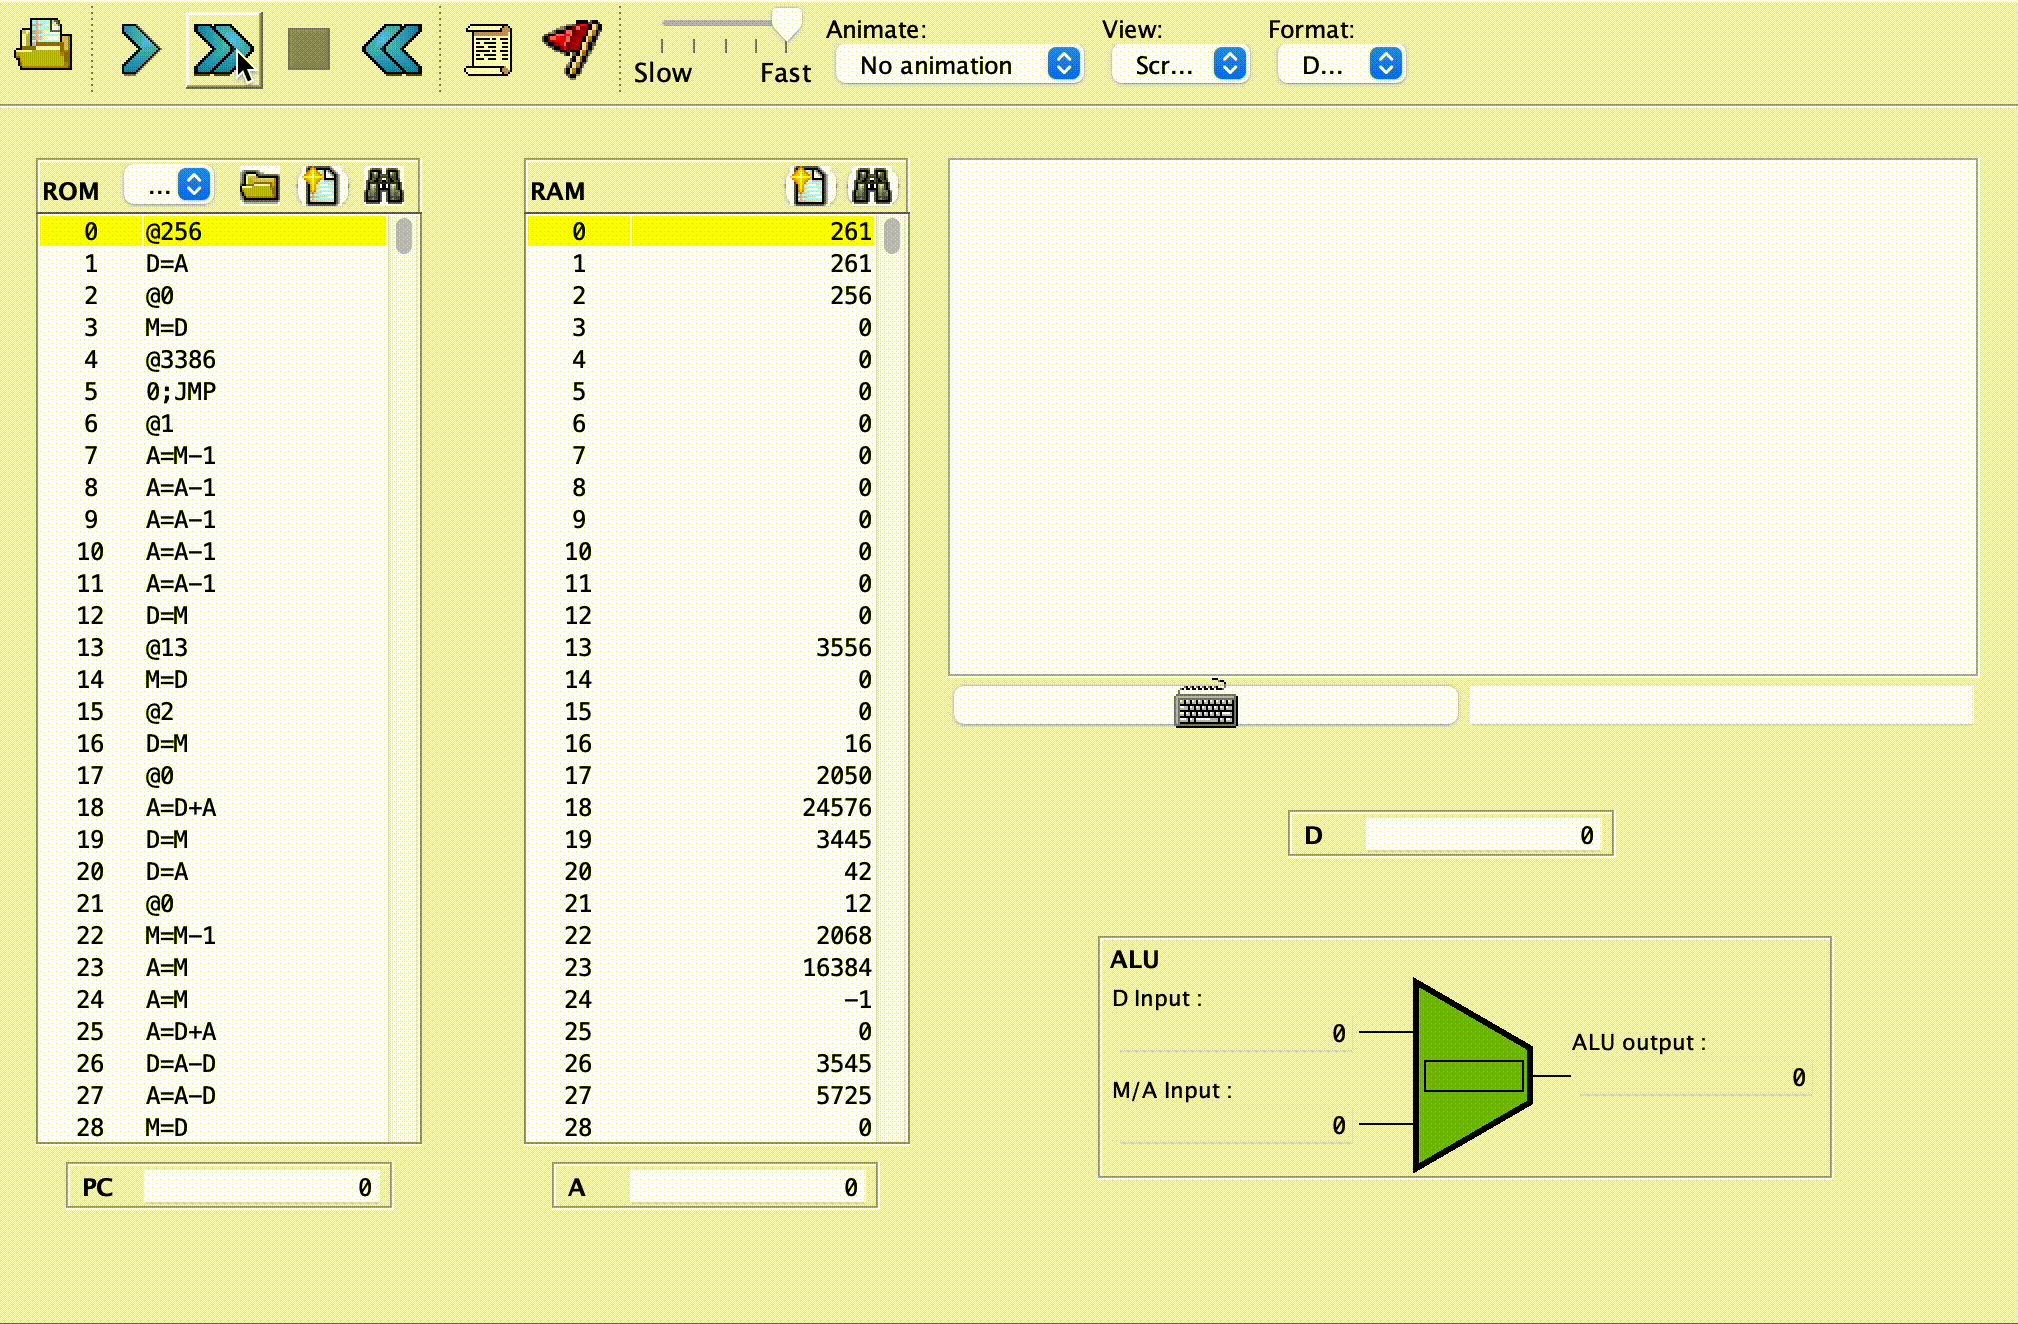 Slow Fast
Animate:
No animation
View:
Scr...
Format:
D...
ROM ...
0 @256
1 D=A
2 @0
3 M=D
4 @3386
5 0;JMP
6 @1
7 A=M-1
8 A=A-1
9 A=A-1
10 A=A-1
11 A=A-1
12 D=M
13 @13
14 M=D
15 @2
16 D=M
17 @0
18 A=D+A
19 D=M
20 D=A
21 @0
22 M=M-1
23 A=M
24 A=M
25 A=D+A
26 D=A-D
27 A=A-D
28 M=D
PC 0
RAM
0 261
1 261
2 256
3 0
4 0
5 0
6 0
7 0
8 0
9 0
10 0
11 0
12 0
13 3556
14 0
15 0
16 16
17 2050
18 24576
19 3445
20 42
21 12
22 2068
23 16384
24 -1
25 0
26 3545
27 5725
28 0
A 0
D 0
ALU
D Input :
0
M/A Input :
0
ALU output :
0